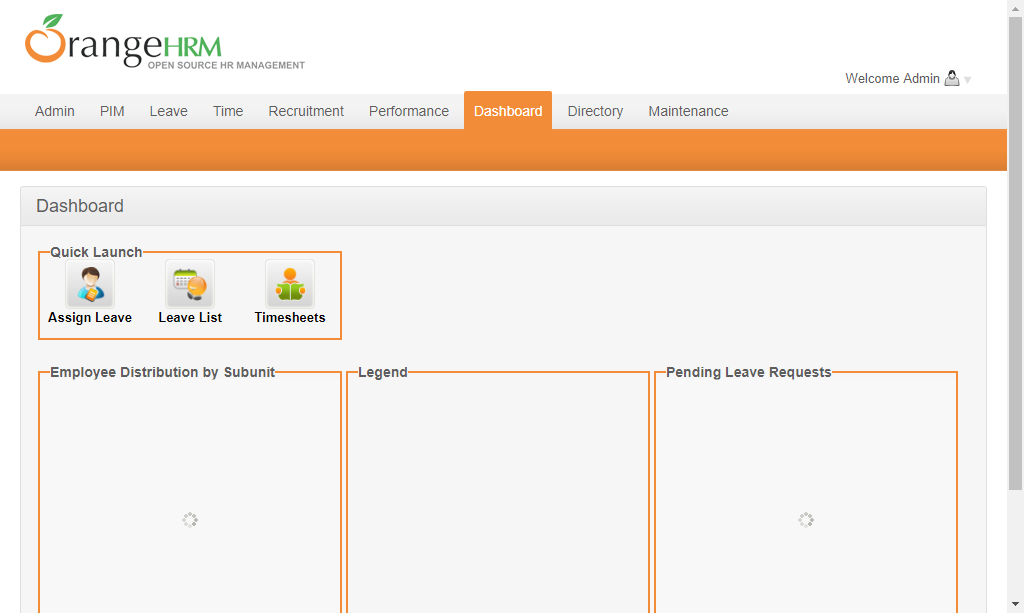 OrangeHRM
OPEN SOURCE HR MANAGEMENT
Welcome Admin
Admin PIM Leave Time Recruitment Performance Dashboard Directory Maintenance
Dashboard
Quick Launch
Assign Leave Leave List Timesheets
Employee Distribution by Subunit Legend Pending Leave Requests